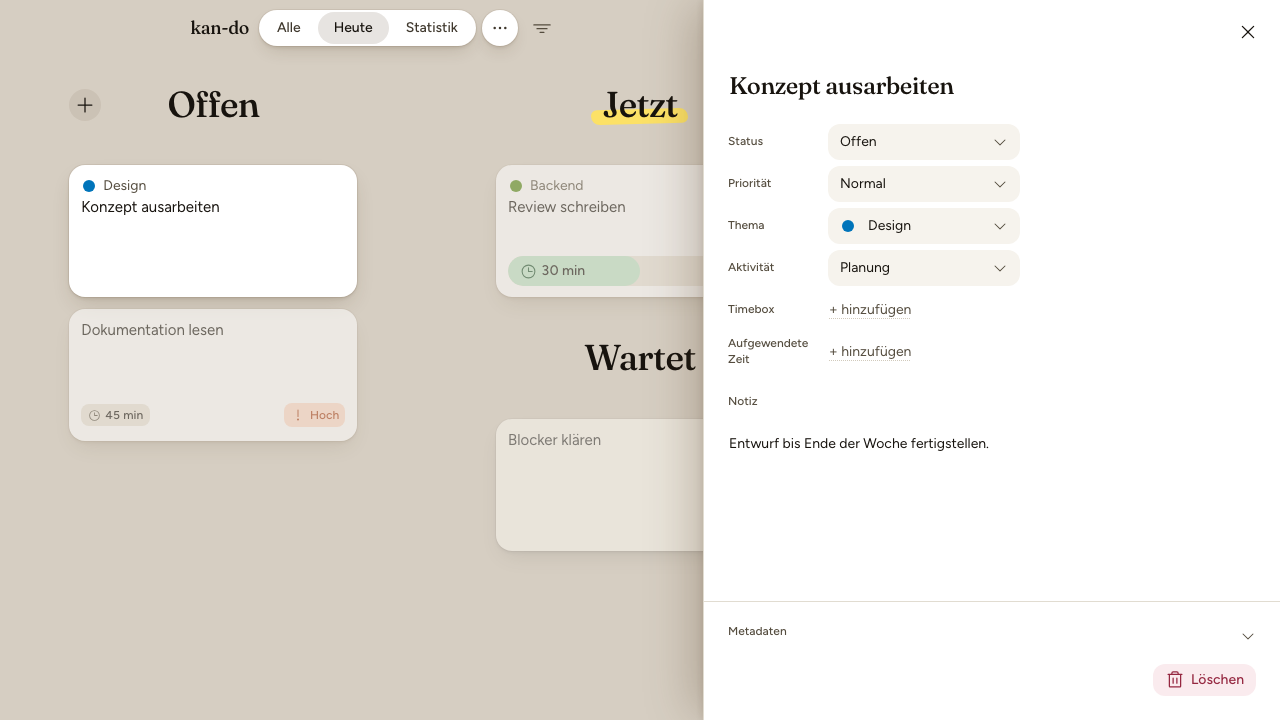 kan-do
Alle
Heute
Statistik
Offen
Jetzt
Design
Konzept ausarbeiten
Dokumentation lesen
45 min
Hoch
Backend
Review schreiben
30 min
Wartet
Blocker klären
Konzept ausarbeiten
Status
Offen
Priorität
Normal
Thema
Design
Aktivität
Planung
Timebox
+ hinzufügen
Aufgewendete
Zeit
+ hinzufügen
Notiz
Entwurf bis Ende der Woche fertigstellen.
Metadaten
Löschen